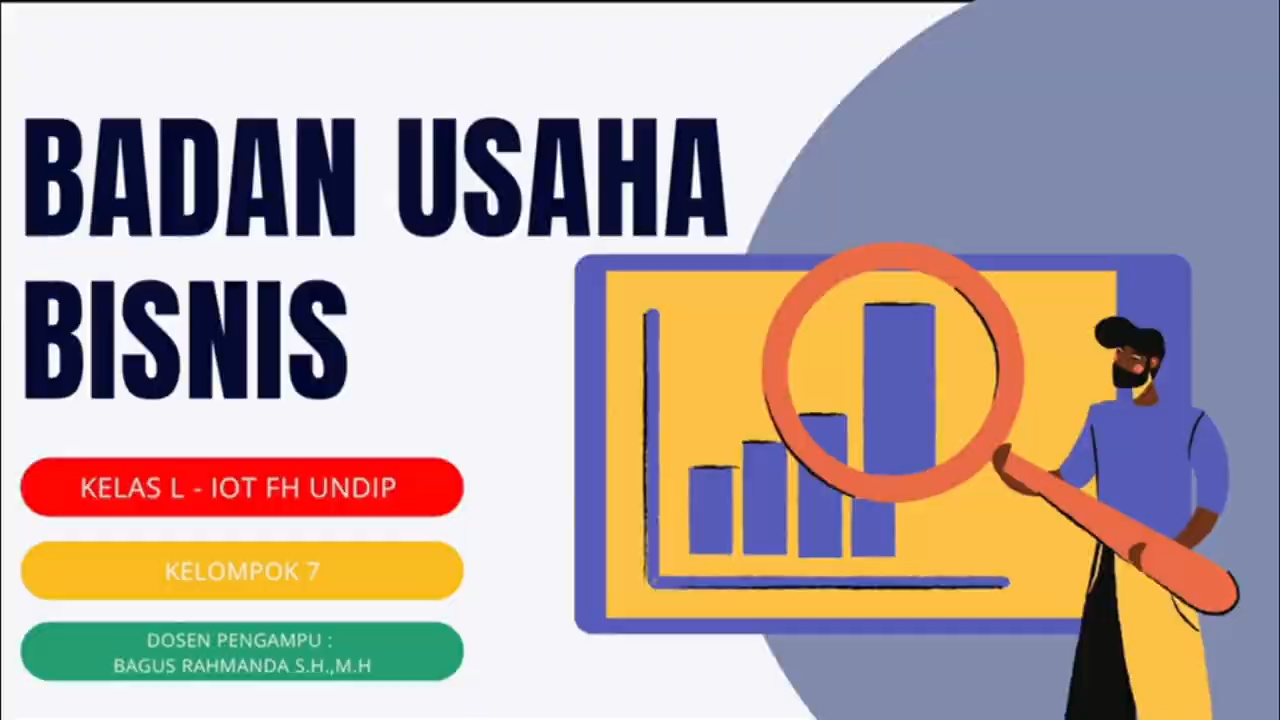 BADAN USAHA
BISNIS
KELAS L - IOT FH UNDIP
KELOMPOK 7
DOSEN PENGAMPU :
BAGUS RAHMANDA S.H.,M.H